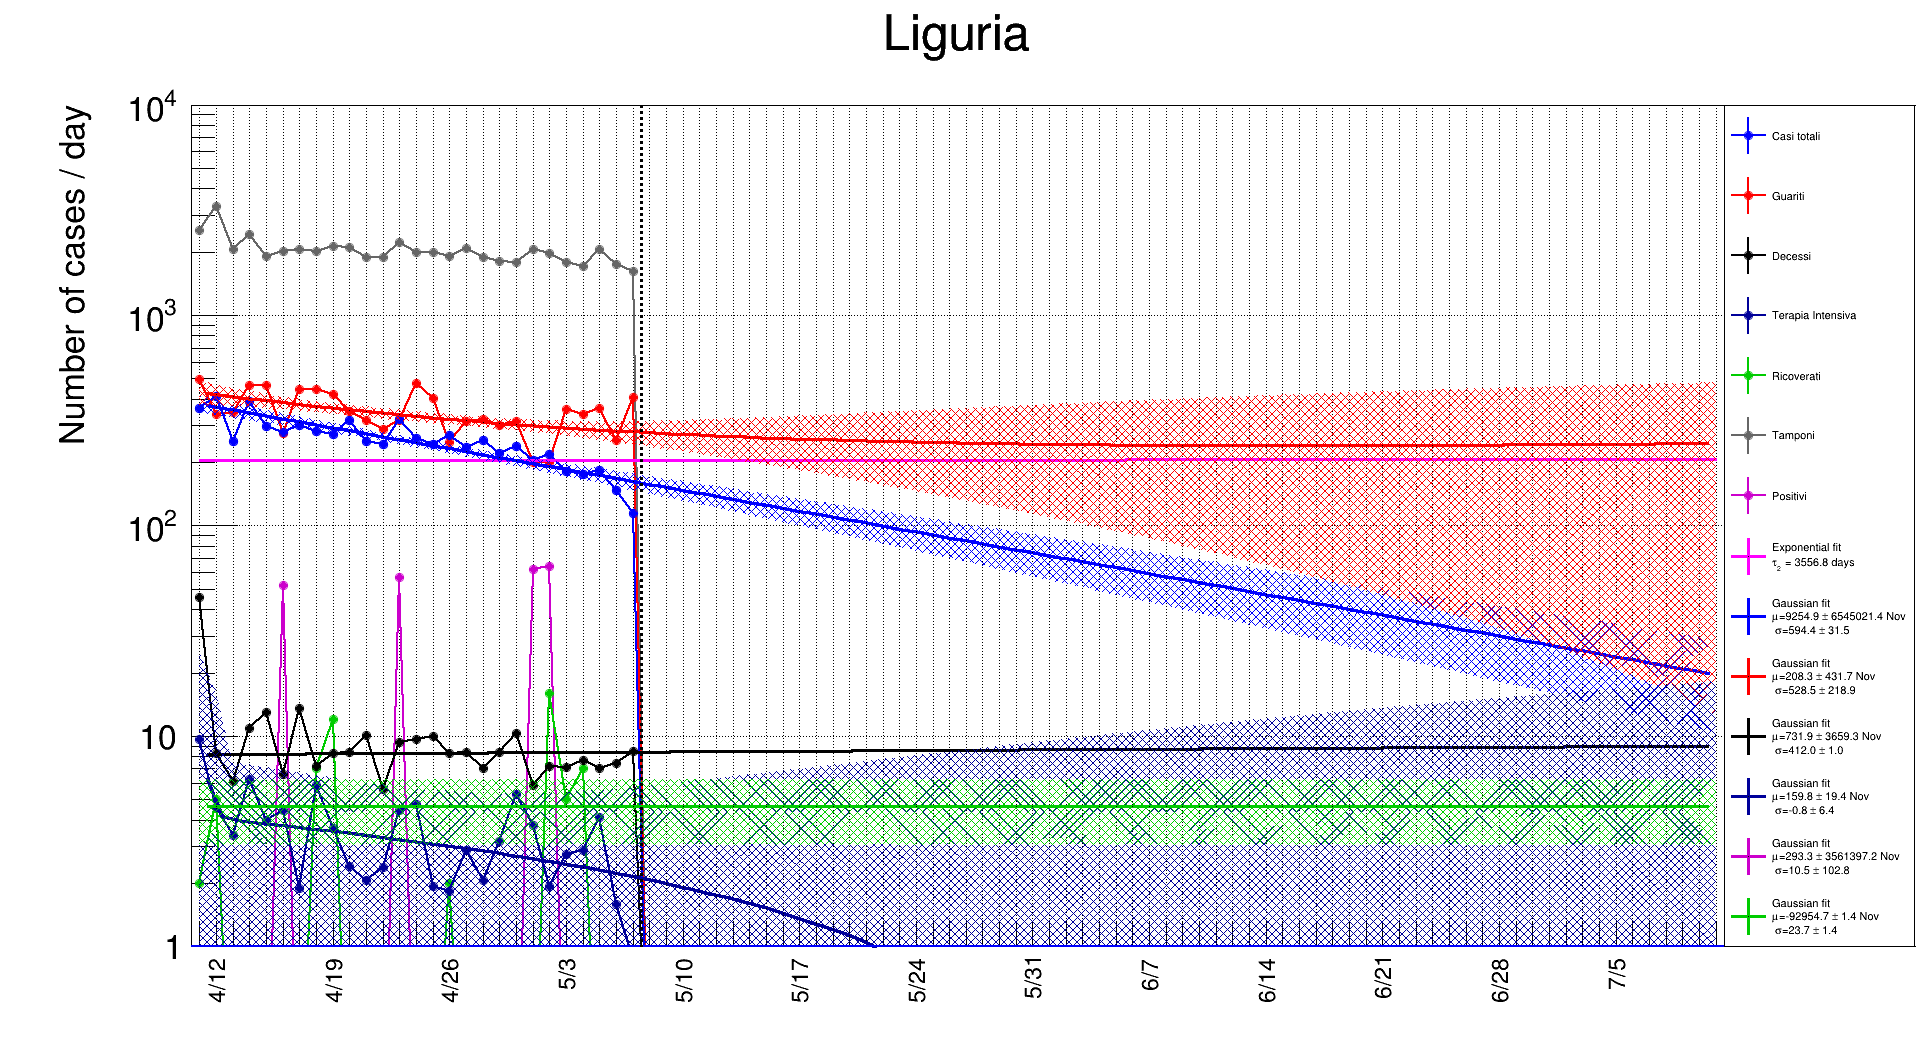 Liguria
Number of cases / day
10^4
10^3
10^2
10
1
4/12
4/19
4/26
5/3
5/10
5/17
5/24
5/31
6/7
6/14
6/21
6/28
7/5
Casi totali
Guariti
Decessi
Terapia Intensiva
Ricoverati
Tamponi
Positivi
Exponential fit
τ₂ = 3556.8 days
Gaussian fit
μ=9254.9 ± 6545021.4 Nov
σ=594.4 ± 31.5
Gaussian fit
μ=208.3 ± 431.7 Nov
σ=528.5 ± 218.9
Gaussian fit
μ=731.9 ± 3659.3 Nov
σ=412.0 ± 1.0
Gaussian fit
μ=159.8 ± 19.4 Nov
σ=-0.8 ± 6.4
Gaussian fit
μ=293.3 ± 3561397.2 Nov
σ=10.5 ± 102.8
Gaussian fit
μ=-92954.7 ± 1.4 Nov
σ=23.7 ± 1.4